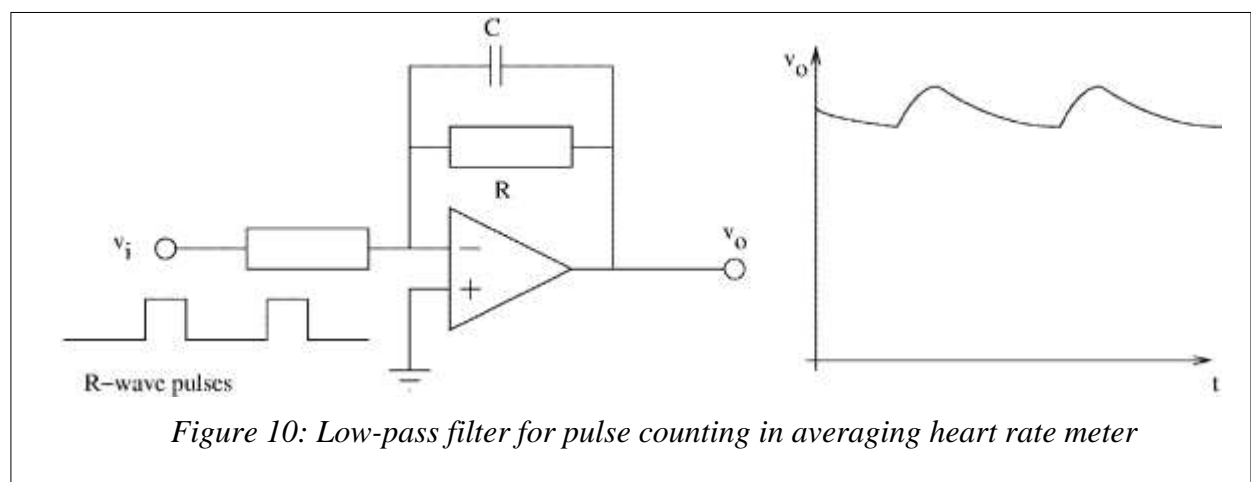 C
R
v_i
−
+
v_o
R−wave pulses
v_o
t
Figure 10: Low-pass filter for pulse counting in averaging heart rate meter